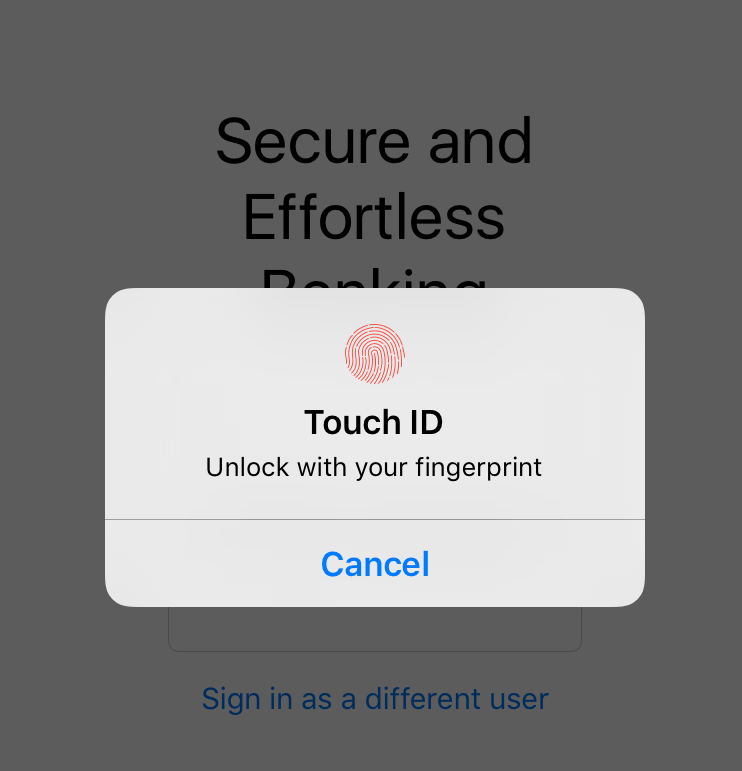 Secure and
Effortless
Banking
Touch ID
Unlock with your fingerprint
Cancel
Sign in as a different user